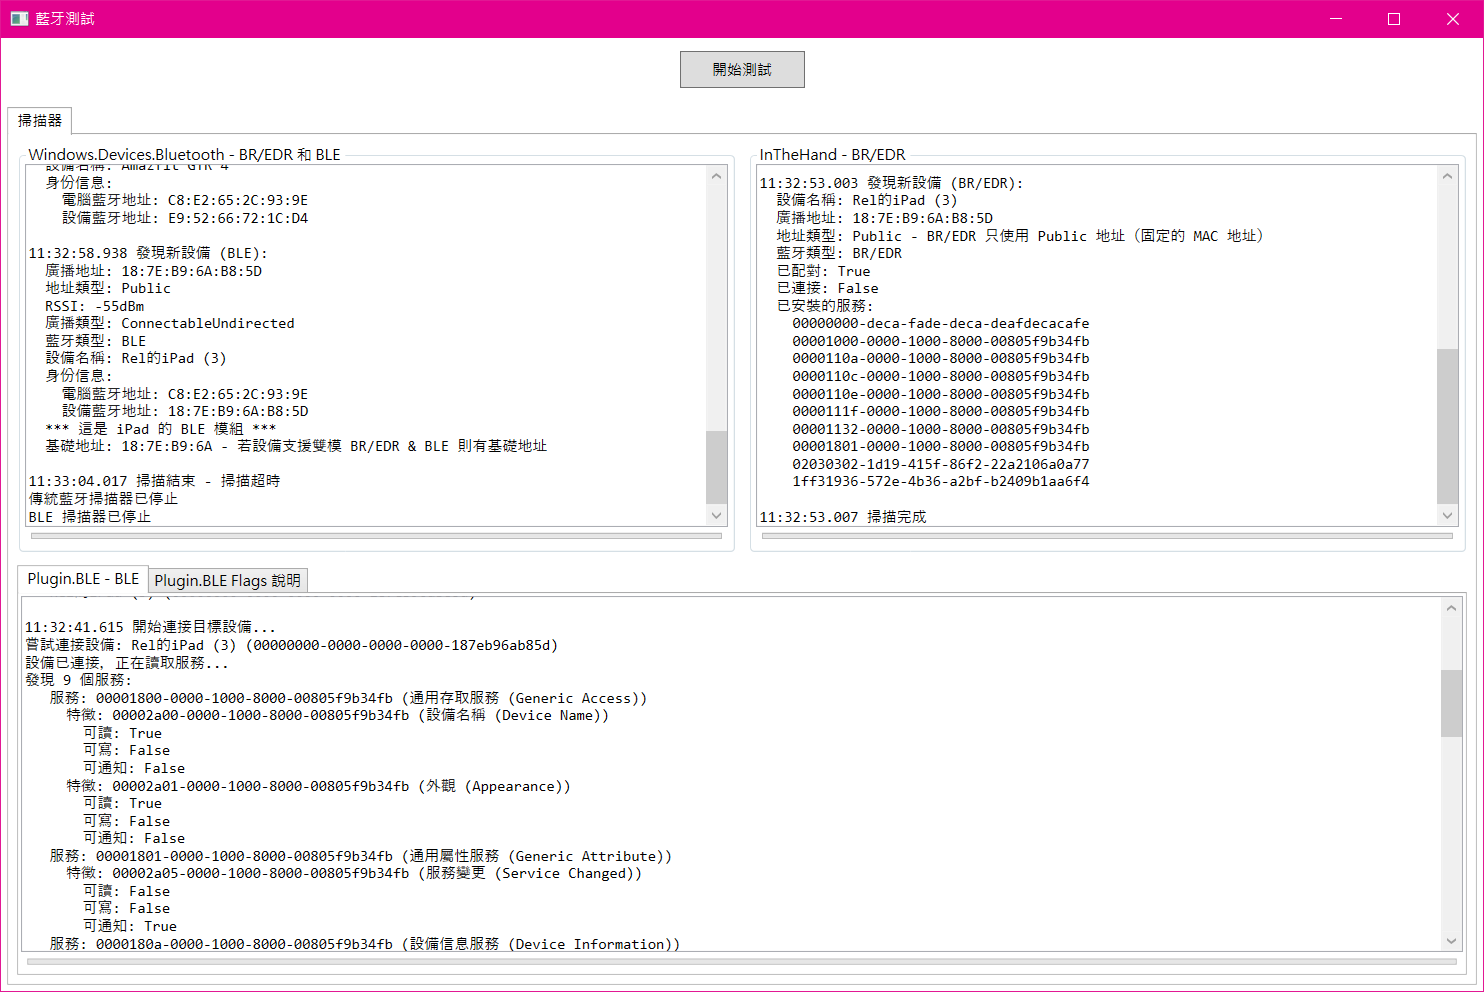 藍牙測試
開始測試
掃描器
Windows.Devices.Bluetooth - BR/EDR 和 BLE
設備名稱: Amazfit GTR 4
身份信息:
電腦藍牙地址: C8:E2:65:2C:93:9E
設備藍牙地址: E9:52:66:72:1C:D4
11:32:58.938 發現新設備 (BLE):
廣播地址: 18:7E:B9:6A:B8:5D
地址類型: Public
RSSI: -55dBm
廣播類型: ConnectableUndirected
藍牙類型: BLE
設備名稱: Rel的iPad (3)
身份信息:
電腦藍牙地址: C8:E2:65:2C:93:9E
設備藍牙地址: 18:7E:B9:6A:B8:5D
*** 這是 iPad 的 BLE 模組 ***
基礎地址: 18:7E:B9:6A - 若設備支援雙模 BR/EDR & BLE 則有基礎地址
11:33:04.017 掃描結束 - 掃描超時
傳統藍牙掃描器已停止
BLE 掃描器已停止
InTheHand - BR/EDR
11:32:53.003 發現新設備 (BR/EDR):
設備名稱: Rel的iPad (3)
廣播地址: 18:7E:B9:6A:B8:5D
地址類型: Public - BR/EDR 只使用 Public 地址（固定的 MAC 地址）
藍牙類型: BR/EDR
已配對: True
已連接: False
已安裝的服務:
00000000-deca-fade-deca-deafdecacafe
00001000-0000-1000-8000-00805f9b34fb
0000110a-0000-1000-8000-00805f9b34fb
0000110c-0000-1000-8000-00805f9b34fb
0000110e-0000-1000-8000-00805f9b34fb
0000111f-0000-1000-8000-00805f9b34fb
00001132-0000-1000-8000-00805f9b34fb
00001801-0000-1000-8000-00805f9b34fb
02030302-1d19-415f-86f2-22a2106a0a77
1ff31936-572e-4b36-a2bf-b2409b1aa6f4
11:32:53.007 掃描完成
Plugin.BLE - BLE
Plugin.BLE Flags 說明
11:32:41.615 開始連接目標設備...
嘗試連接設備: Rel的iPad (3) (00000000-0000-0000-0000-187eb96ab85d)
設備已連接, 正在讀取服務...
發現 9 個服務:
服務: 00001800-0000-1000-8000-00805f9b34fb (通用存取服務 (Generic Access))
特徵: 00002a00-0000-1000-8000-00805f9b34fb (設備名稱 (Device Name))
可讀: True
可寫: False
可通知: False
特徵: 00002a01-0000-1000-8000-00805f9b34fb (外觀 (Appearance))
可讀: True
可寫: False
可通知: False
服務: 00001801-0000-1000-8000-00805f9b34fb (通用屬性服務 (Generic Attribute))
特徵: 00002a05-0000-1000-8000-00805f9b34fb (服務變更 (Service Changed))
可讀: False
可寫: False
可通知: True
服務: 0000180a-0000-1000-8000-00805f9b34fb (設備信息服務 (Device Information))